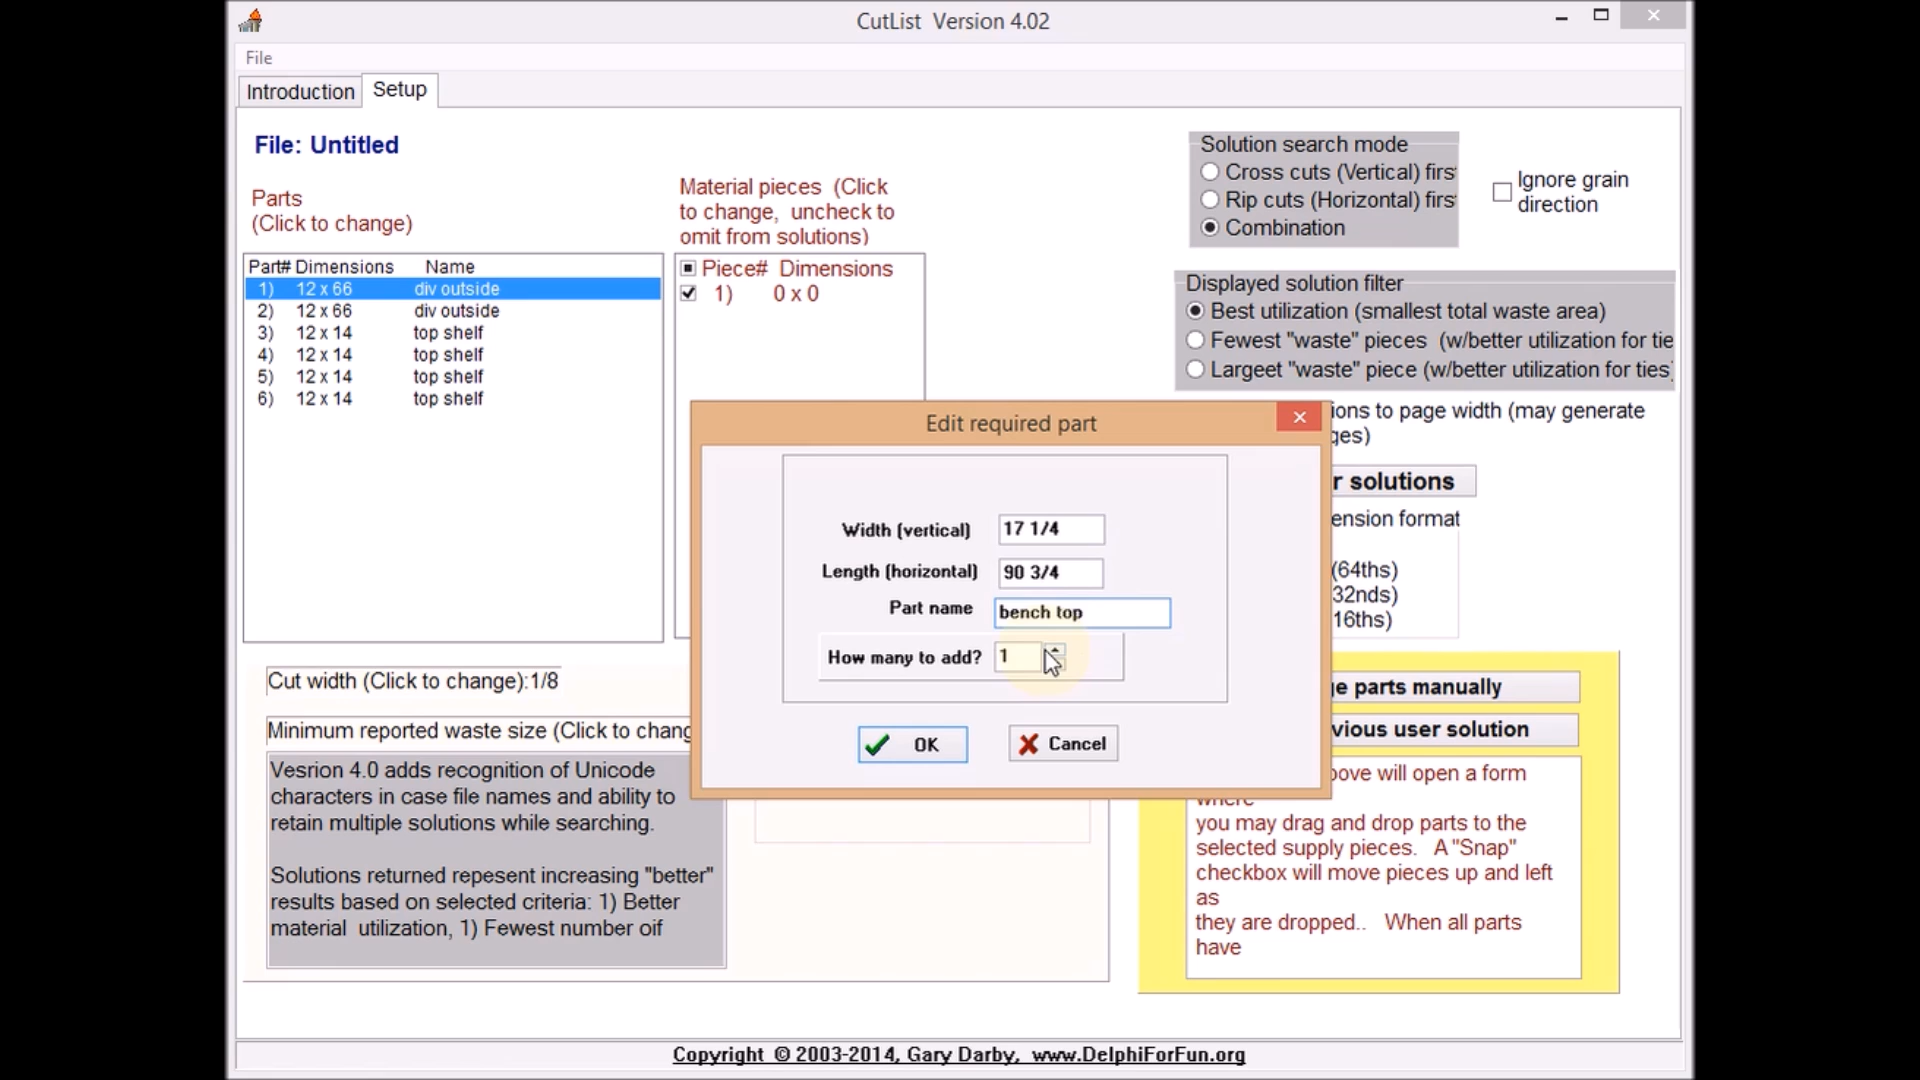 CutList Version 4.02
File
Introduction
Setup
File: Untitled
Parts
(Click to change)
Part# Dimensions Name
1) 12 x 66 div outside
2) 12 x 66 div outside
3) 12 x 14 top shelf
4) 12 x 14 top shelf
5) 12 x 14 top shelf
6) 12 x 14 top shelf
Material pieces (Click
to change, uncheck to
omit from solutions)
Piece# Dimensions
1) 0 x 0
Solution search mode
Cross cuts (Vertical) firs
Rip cuts (Horizontal) firs
Combination
Ignore grain
direction
Displayed solution filter
Best utilization (smallest total waste area)
Fewest "waste" pieces (w/better utilization for tie
Largeet "waste" piece (w/better utilization for ties)
ions to page width (may generate
ges)
r solutions
ension format
(64ths)
32nds)
16ths)
Edit required part
Width (vertical) 17 1/4
Length (horizontal) 90 3/4
Part name bench top
How many to add? 1
OK
Cancel
Cut width (Click to change):1/8
Minimum reported waste size (Click to chang
Vesrion 4.0 adds recognition of Unicode
characters in case file names and ability to
retain multiple solutions while searching.
Solutions returned repesent increasing "better"
results based on selected criteria: 1) Better
material utilization, 1) Fewest number oif
ge parts manually
vious user solution
bove will open a form
where
you may drag and drop parts to the
selected supply pieces. A "Snap"
checkbox will move pieces up and left
as
they are dropped.. When all parts
have
Copyright © 2003-2014, Gary Darby, www.DelphiForFun.org